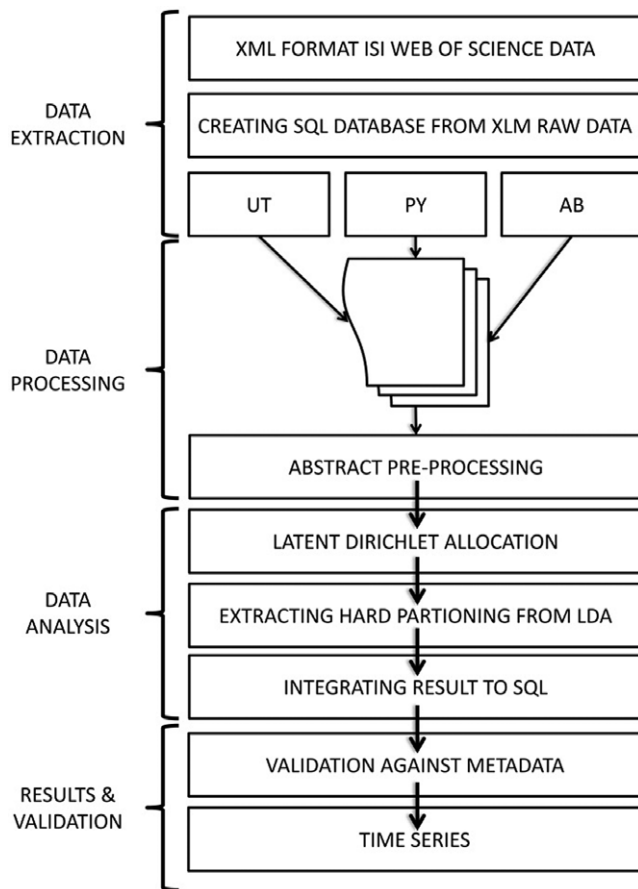 XML FORMAT ISI WEB OF SCIENCE DATA
DATA
EXTRACTION
CREATING SQL DATABASE FROM XLM RAW DATA
UT
PY
AB
DATA
PROCESSING
ABSTRACT PRE-PROCESSING
LATENT DIRICHLET ALLOCATION
DATA
ANALYSIS
EXTRACTING HARD PARTIONING FROM LDA
INTEGRATING RESULT TO SQL
VALIDATION AGAINST METADATA
RESULTS &
VALIDATION
TIME SERIES